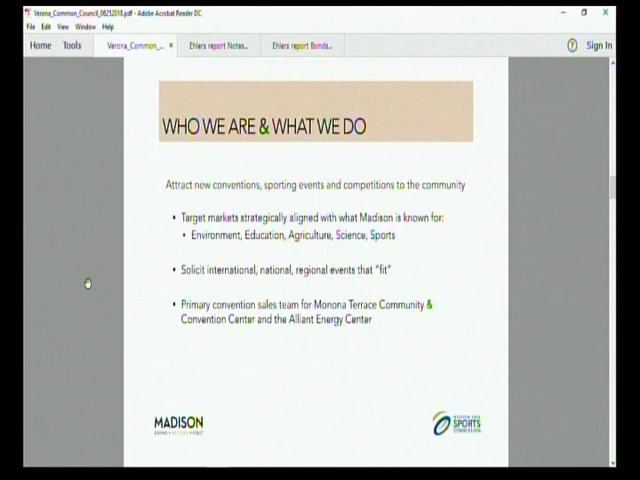 Verona_Common_Council_06252018.pdf - Adobe Acrobat Reader DC
File Edit View Window Help
Home Tools Verona_Common_... × Ehlers report Notes... Ehlers report Bonds... ? Sign In
WHO WE ARE & WHAT WE DO
Attract new conventions, sporting events and competitions to the community
• Target markets strategically aligned with what Madison is known for:
• Environment, Education, Agriculture, Science, Sports
• Solicit international, national, regional events that "fit"
• Primary convention sales team for Monona Terrace Community &
Convention Center and the Alliant Energy Center
MADISON
MADISON AREA
SPORTS
COMMISSION